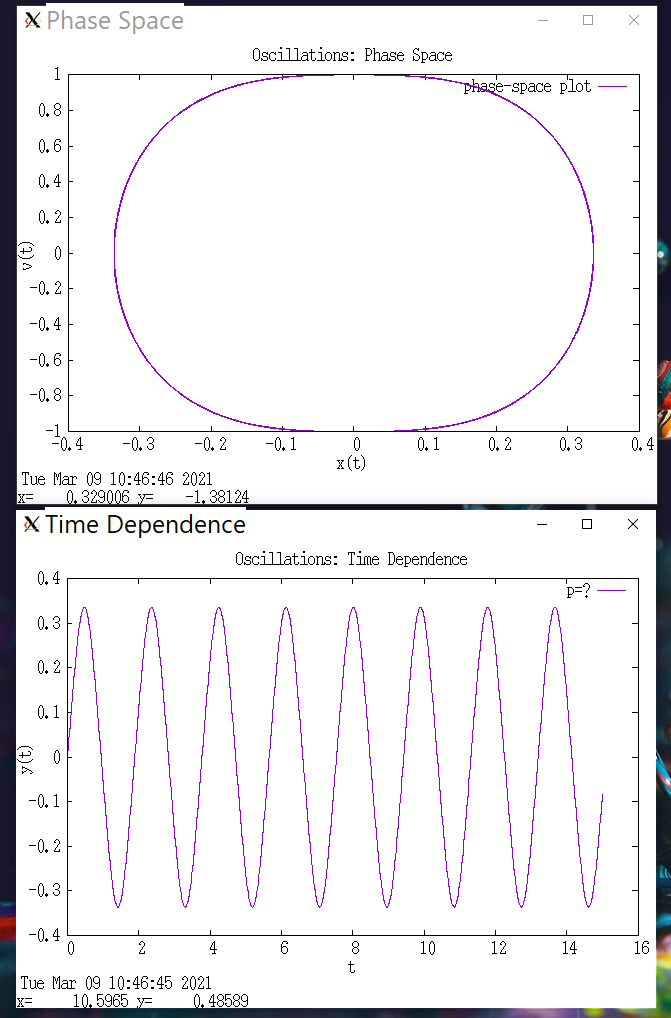 Phase Space
Oscillations: Phase Space
phase-space plot
1
0.8
0.6
0.4
0.2
0
-0.2
-0.4
-0.6
-0.8
-1
v(t)
-0.4 -0.3 -0.2 -0.1 0 0.1 0.2 0.3 0.4
x(t)
Tue Mar 09 10:46:46 2021
x= 0.329006 y= -1.38124
Time Dependence
Oscillations: Time Dependence
p=?
0.4
0.3
0.2
0.1
0
-0.1
-0.2
-0.3
-0.4
y(t)
0 2 4 6 8 10 12 14 16
t
Tue Mar 09 10:46:45 2021
x= 10.5965 y= 0.48589